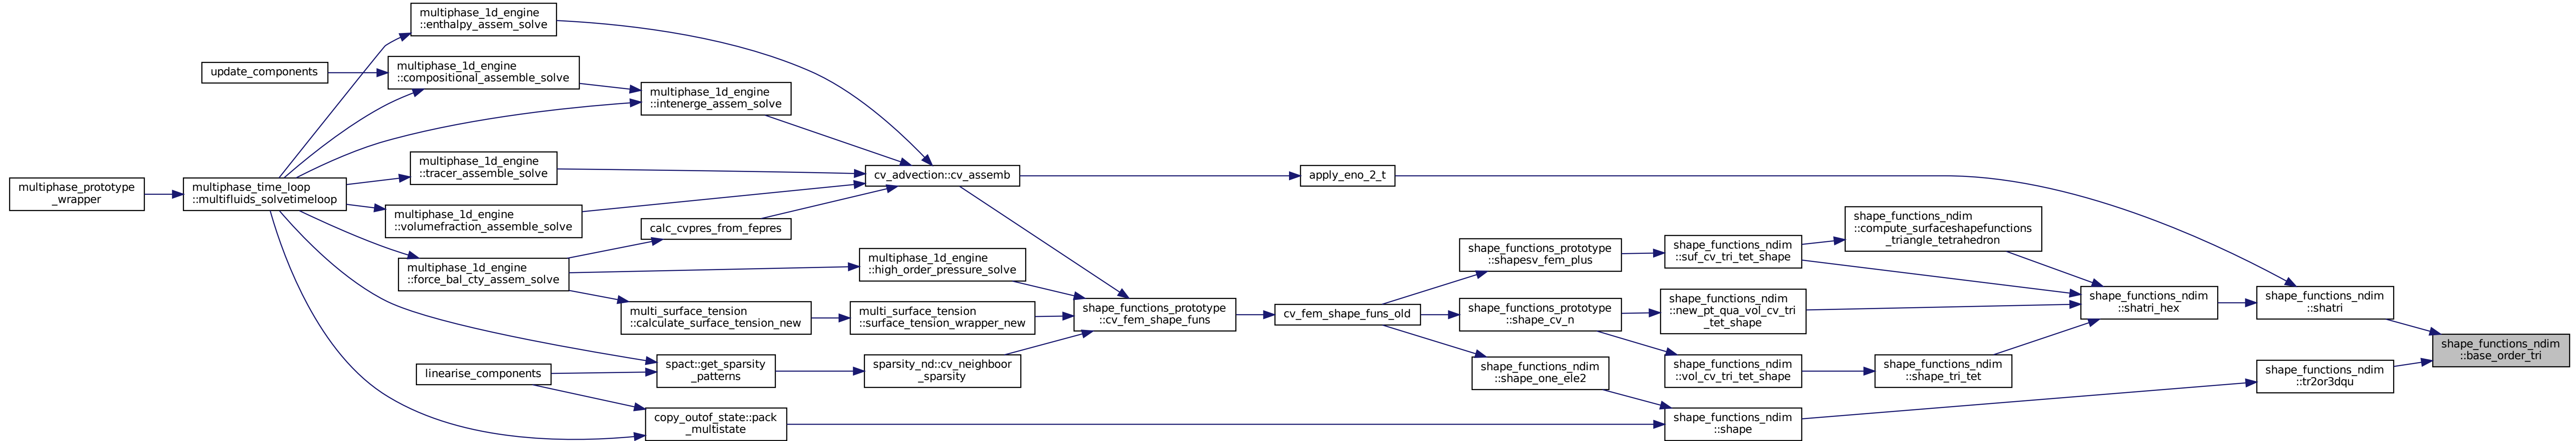 multiphase_1d_engine
::enthalpy_assem_solve
update_components
multiphase_1d_engine
::compositional_assemble_solve
multiphase_1d_engine
::intenerge_assem_solve
multiphase_prototype
_wrapper
multiphase_time_loop
::multifluids_solvetimeloop
multiphase_1d_engine
::tracer_assemble_solve
multiphase_1d_engine
::volumefraction_assemble_solve
cv_advection::cv_assemb
apply_eno_2_t
calc_cvpres_from_fepres
multiphase_1d_engine
::force_bal_cty_assem_solve
multiphase_1d_engine
::high_order_pressure_solve
multi_surface_tension
::calculate_surface_tension_new
multi_surface_tension
::surface_tension_wrapper_new
shape_functions_prototype
::cv_fem_shape_funs
cv_fem_shape_funs_old
shape_functions_prototype
::shapesv_fem_plus
shape_functions_ndim
::suf_cv_tri_tet_shape
shape_functions_ndim
::compute_surfaceshapefunctions
_triangle_tetrahedron
shape_functions_prototype
::shape_cv_n
shape_functions_ndim
::new_pt_qua_vol_cv_tri
_tet_shape
shape_functions_ndim
::shatri_hex
shape_functions_ndim
::shatri
shape_functions_ndim
::base_order_tri
linearise_components
spact::get_sparsity
_patterns
sparsity_nd::cv_neighboor
_sparsity
shape_functions_ndim
::shape_one_ele2
shape_functions_ndim
::vol_cv_tri_tet_shape
shape_functions_ndim
::shape_tri_tet
shape_functions_ndim
::tr2or3dqu
copy_outof_state::pack
_multistate
shape_functions_ndim
::shape